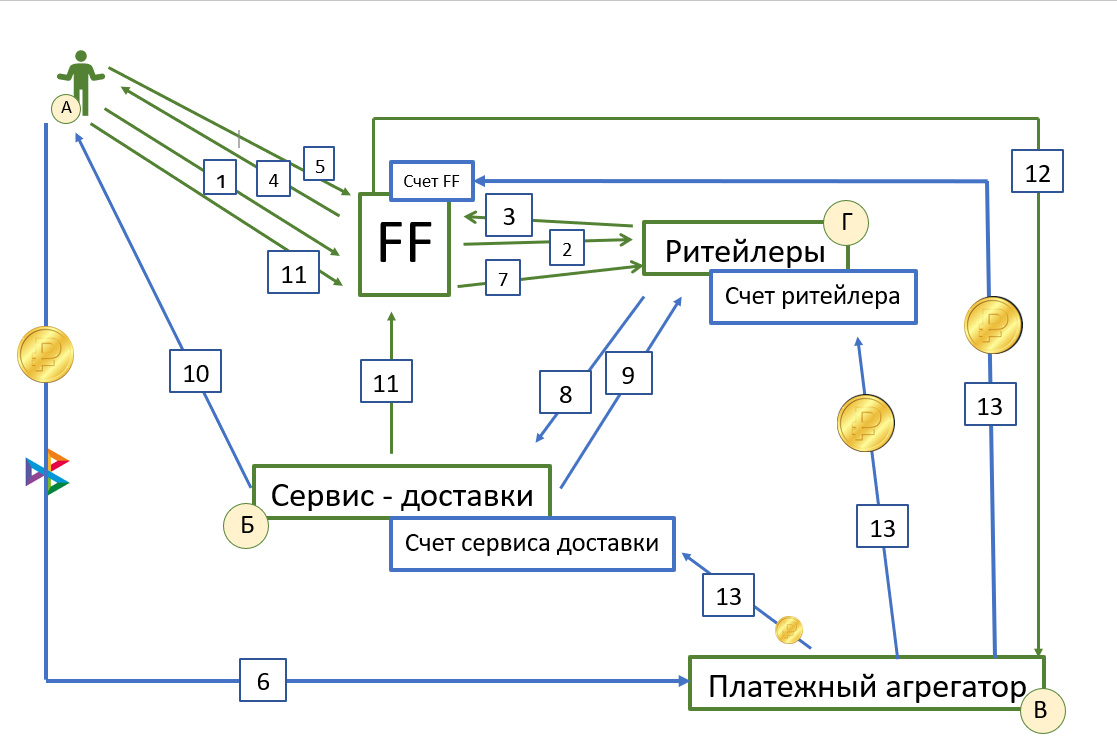 А
5
1
4
11
Счет FF
FF
3
2
7
Ритейлеры
Г
Счет ритейлера
12
10
11
8
9
13
Сервис - доставки
Б
Счет сервиса доставки
13
13
6
Платежный агрегатор
В